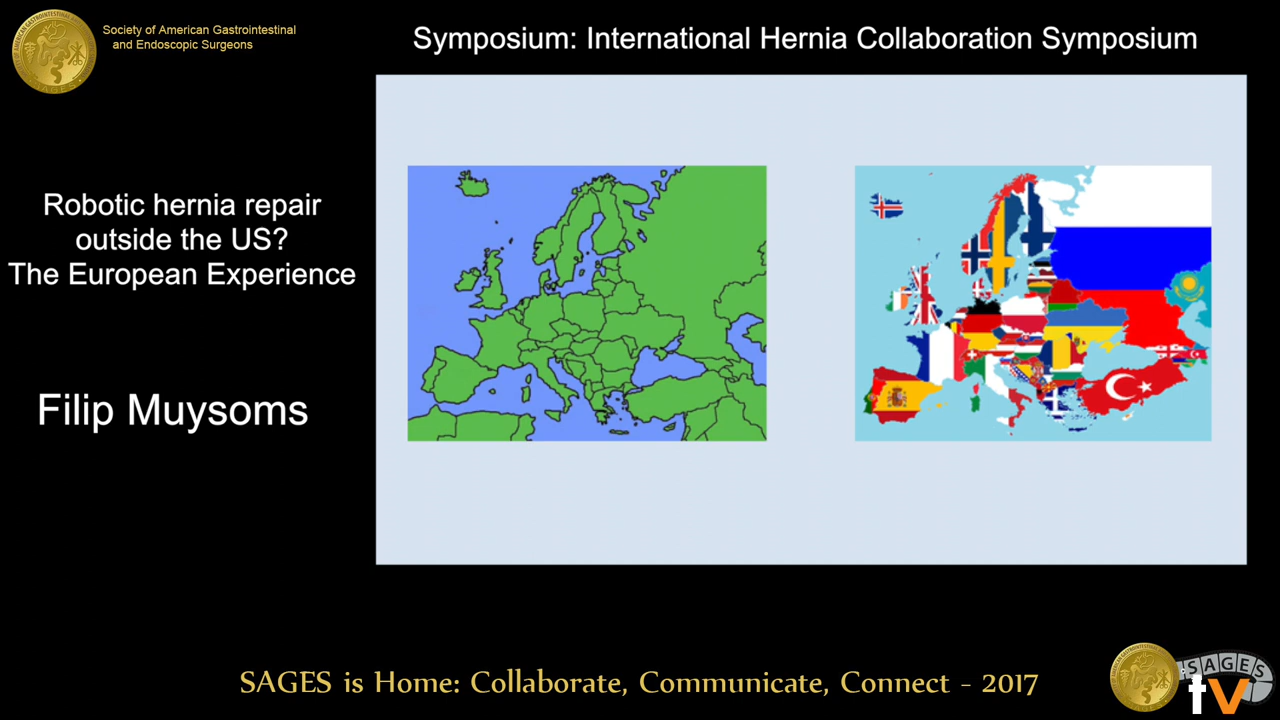 Society of American Gastrointestinal
and Endoscopic Surgeons
Symposium: International Hernia Collaboration Symposium
Robotic hernia repair
outside the US?
The European Experience
Filip Muysoms
SAGES is Home: Collaborate, Communicate, Connect - 2017
SAGES
tv